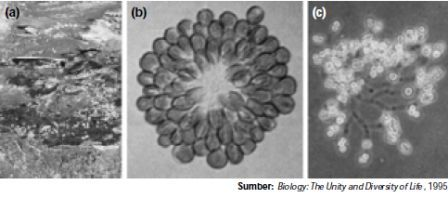 (a) (b) (c)
Sumber: Biology: The Unity and Diversity of Life, 1995